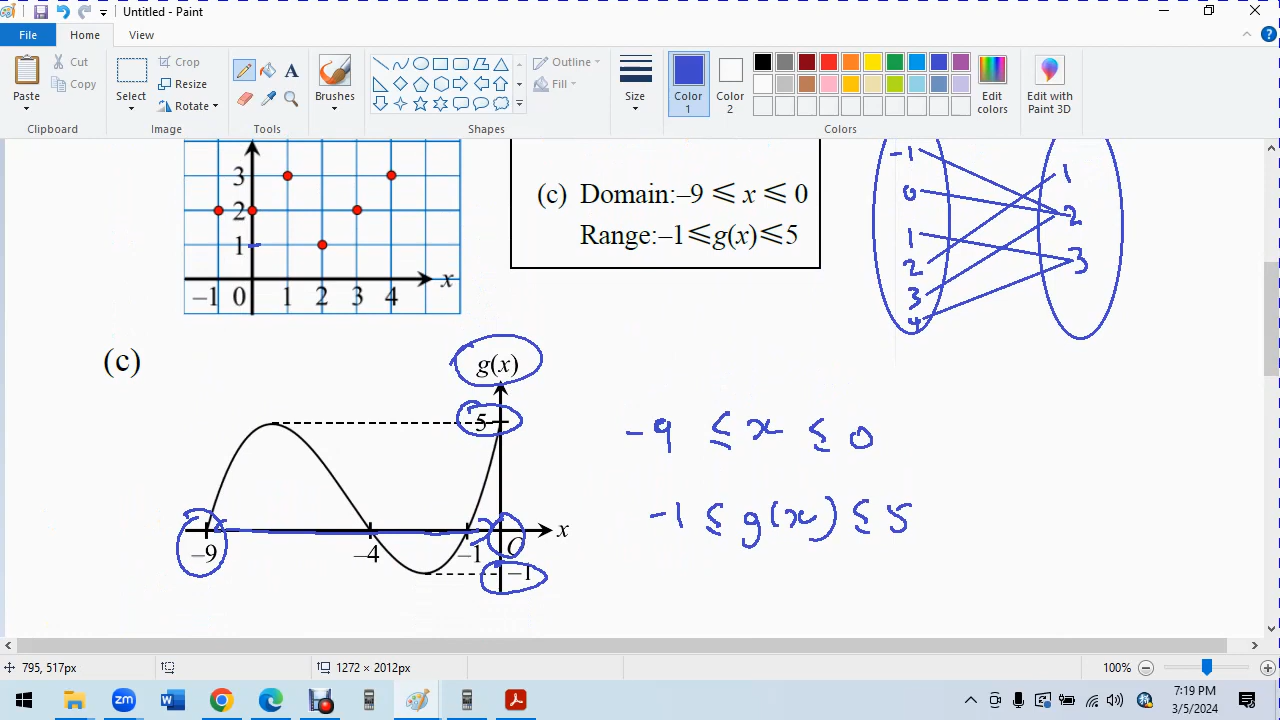 Untitled - Paint
File
Home
View
Paste
Cut
Copy
Clipboard
Select
Resize
Rotate
Image
Tools
Brushes
Shapes
Outline
Fill
Size
Color 1
Color 2
Edit colors
Colors
Edit with Paint 3D
3
2
1
–1 0 1 2 3 4 x
(c) Domain:–9 ≤ x ≤ 0
Range:–1≤g(x)≤5
-1
0
1
2
3
4
1
2
3
(c)
g(x)
5
–9 –4 –1 O x
–1
-9 ≤ x ≤ 0
-1 ≤ g(x) ≤ 5
795, 517px
1272 × 2012px
100%
7:19 PM
3/5/2024